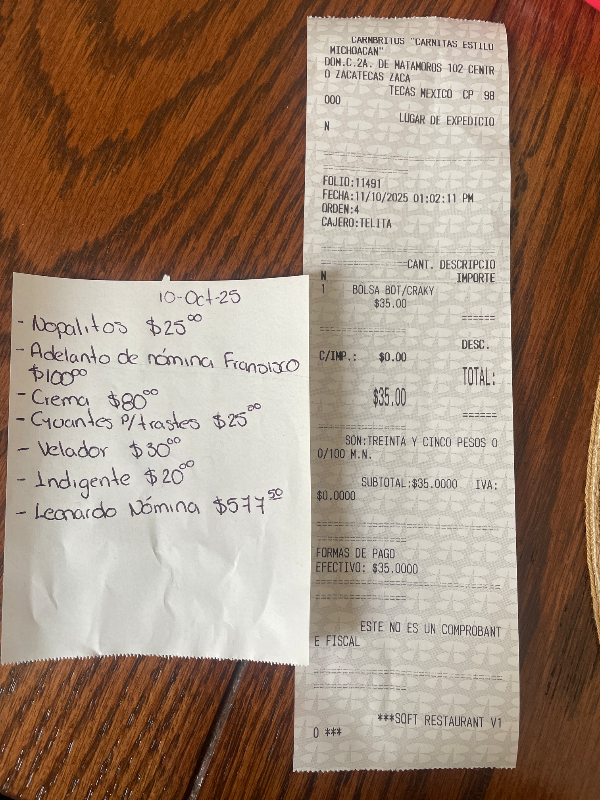 10-Oct-25
- Nopalitos $25⁰⁰
- Adelanto de nómina Francisco
$100⁰⁰
- Crema $80⁰⁰
- Guantes p/trastes $25⁰⁰
- Velador $30⁰⁰
- Indigente $20⁰⁰
- Leonardo Nómina $577⁵⁰
CARNBRITOS "CARNITAS ESTILO
MICHOACAN"
DOM.C.2A. DE MATAMOROS 102 CENTR
O ZACATECAS ZACA
TECAS MEXICO CP 98
000
LUGAR DE EXPEDICIO
N
FOLIO:11491
FECHA:11/10/2025 01:02:11 PM
ORDEN:4
CAJERO:TELITA
CANT. DESCRIPCIO
N IMPORTE
1 BOLSA BOT/CRAKY
$35.00
======
DESC.
C/IMP.: $0.00
TOTAL:
$35.00
======
SON:TREINTA Y CINCO PESOS 0
0/100 M.N.
SUBTOTAL:$35.0000 IVA:
$0.0000
FORMAS DE PAGO
EFECTIVO: $35.0000
ESTE NO ES UN COMPROBANT
E FISCAL
***SOFT RESTAURANT V1
0 ***